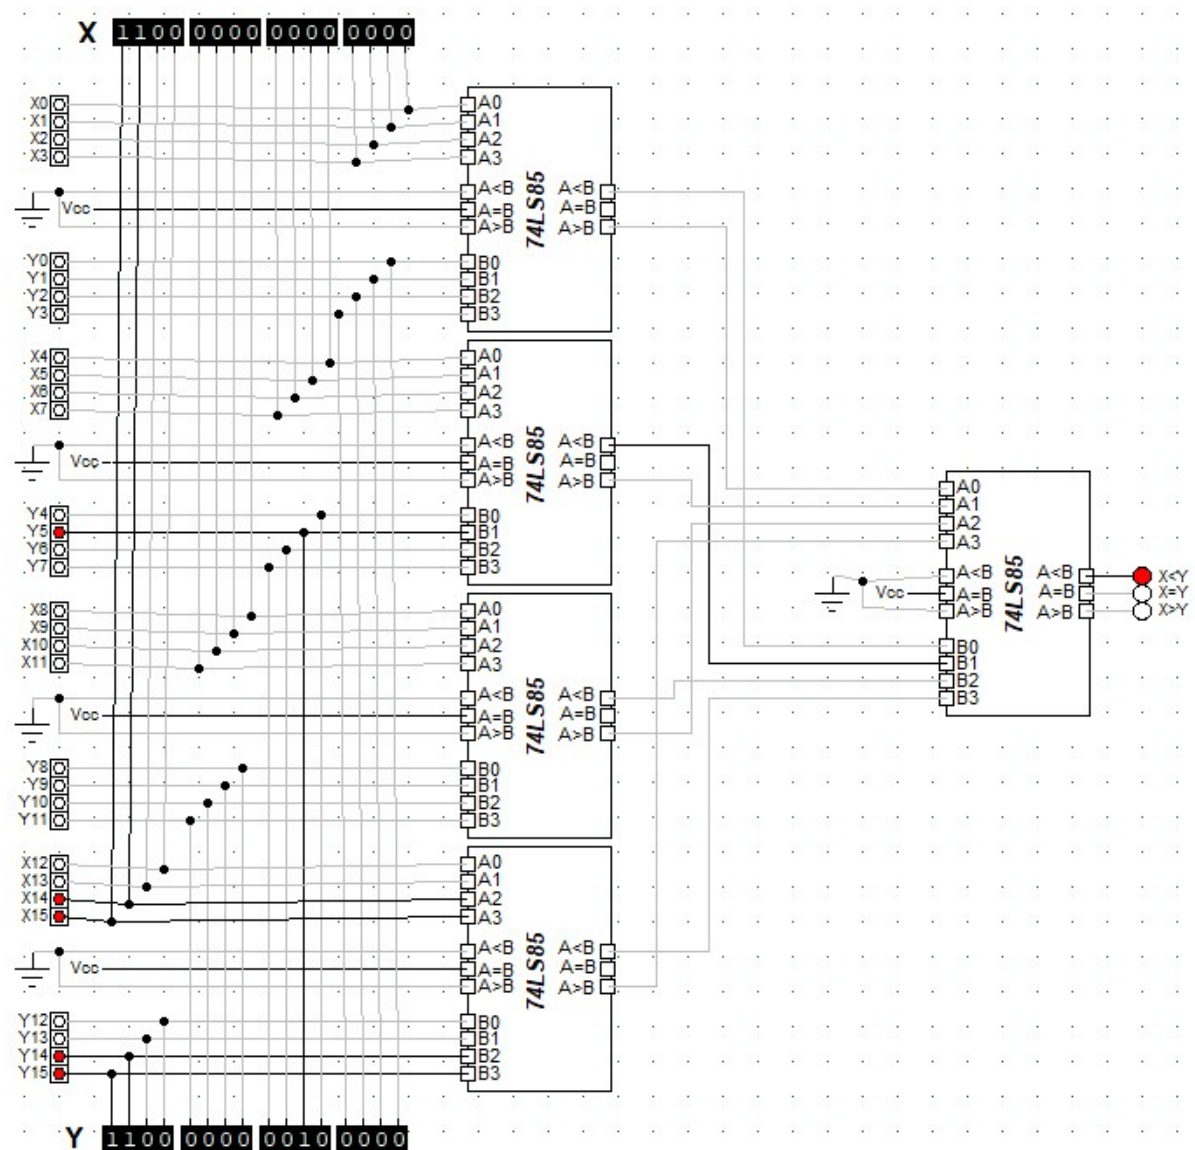 X 1100 0000 0000 0000
X0 A0
X1 A1
X2 A2
X3 A3
A<B A<B
Vcc A=B A=B
A>B A>B
74LS85
Y0 B0
Y1 B1
Y2 B2
Y3 B3
X4 A0
X5 A1
X6 A2
X7 A3
A<B A<B
Vcc A=B A=B
A>B A>B
74LS85
Y4 B0
Y5 B1
Y6 B2
Y7 B3
X8 A0
X9 A1
X10 A2
X11 A3
A<B A<B
Vcc A=B A=B
A>B A>B
74LS85
Y8 B0
Y9 B1
Y10 B2
Y11 B3
X12 A0
X13 A1
X14 A2
X15 A3
A<B A<B
Vcc A=B A=B
A>B A>B
74LS85
Y12 B0
Y13 B1
Y14 B2
Y15 B3
A0
A1
A2
A3
A<B A<B X<Y
Vcc A=B A=B X=Y
A>B A>B X>Y
74LS85
B0
B1
B2
B3
Y 1100 0000 0010 0000